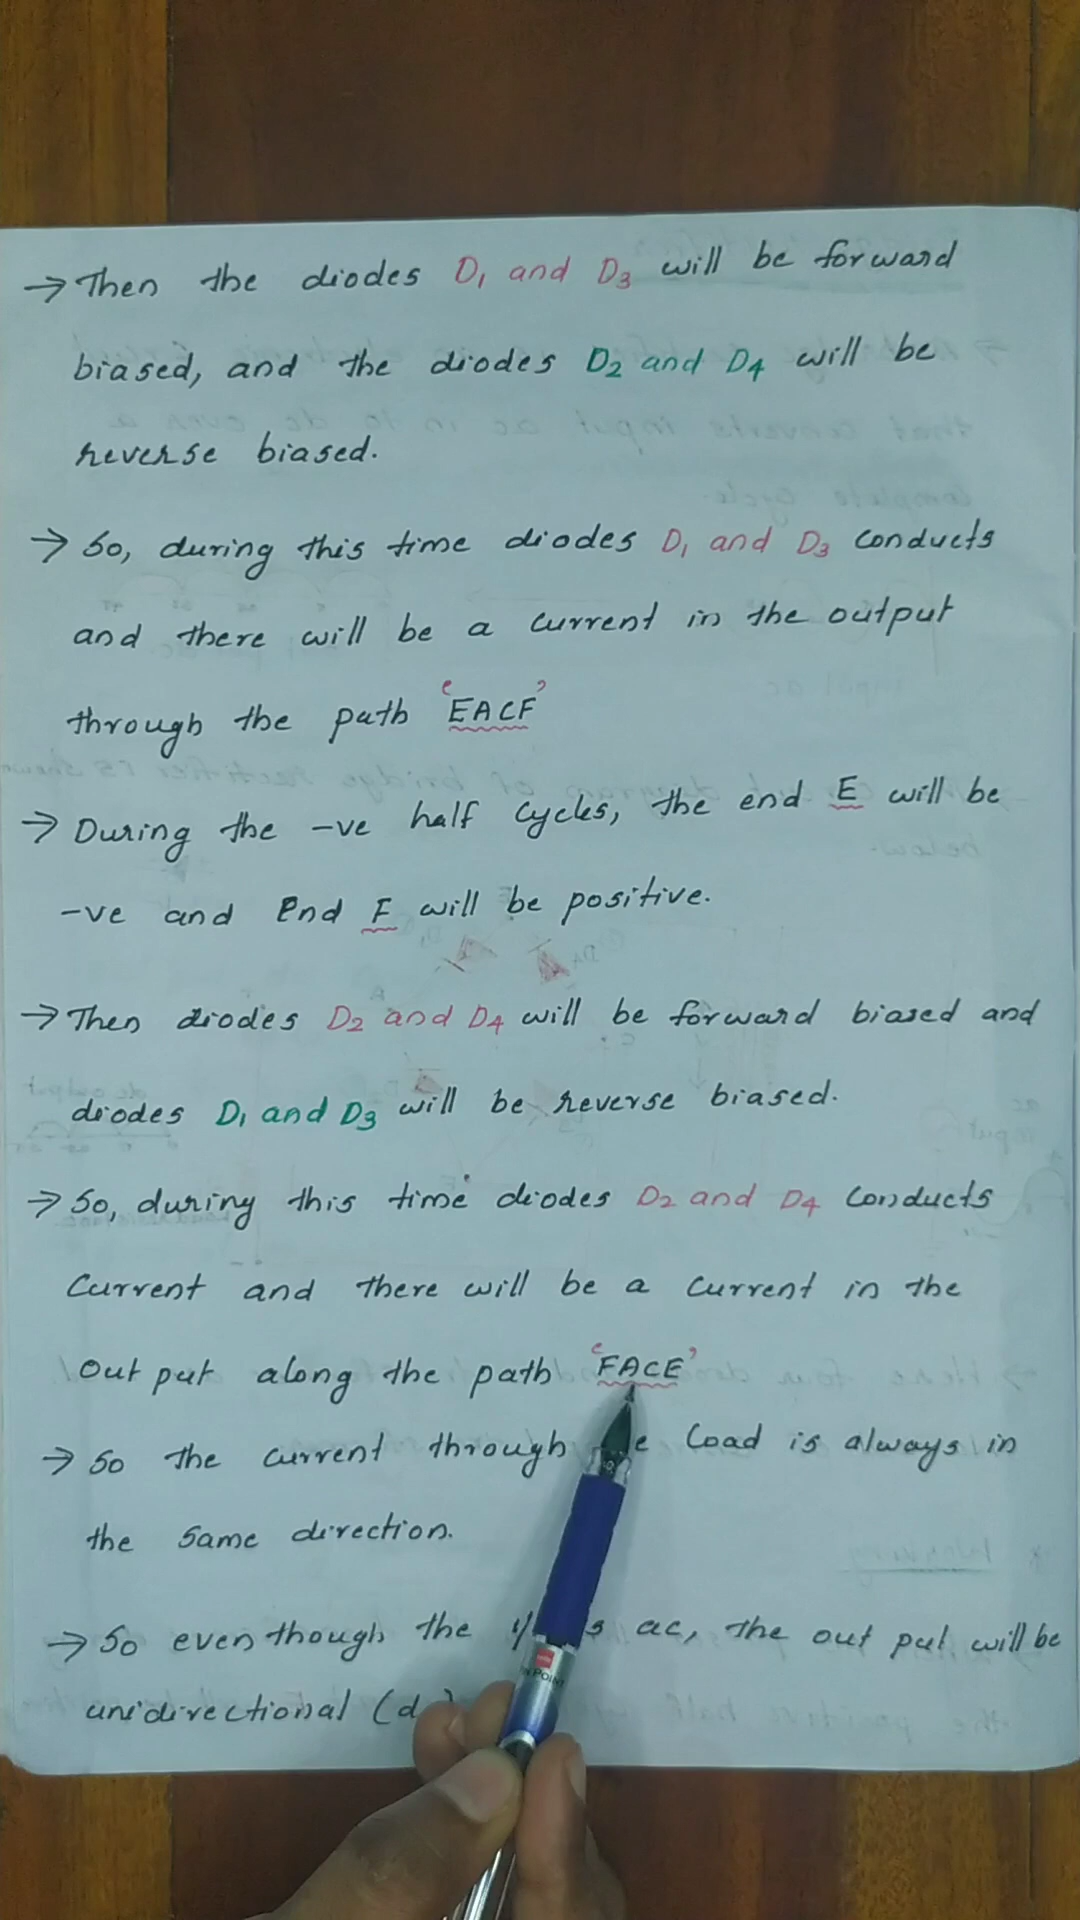 → Then the diodes D₁ and D₃ will be forward
biased, and the diodes D₂ and D₄ will be
reverse biased.
→ So, during this time diodes D₁ and D₃ conducts
and there will be a current in the output
through the path 'EACF'
→ During the -ve half cycles, the end E will be
-ve and End F will be positive.
→ Then diodes D₂ and D₄ will be forward biased and
diodes D₁ and D₃ will be reverse biased.
→ So, during this time diodes D₂ and D₄ conducts
current and there will be a current in the
out put along the path 'FACE'
→ So the current through load is always in
the same direction.
→ So even though the ac, the out put will be
unidirectional